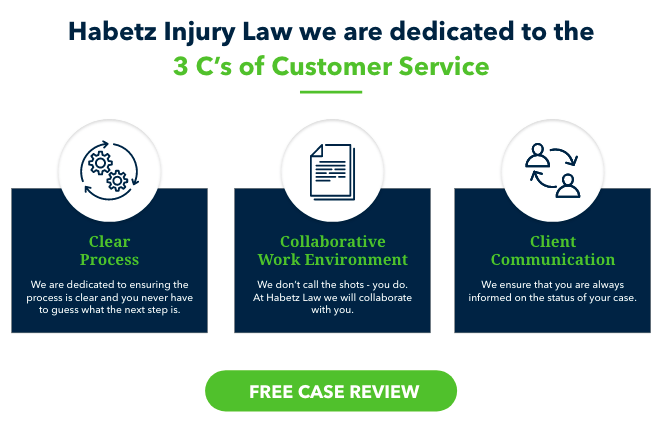 Habetz Injury Law we are dedicated to the
3 C’s of Customer Service
Clear
Process
We are dedicated to ensuring the
process is clear and you never have
to guess what the next step is.
Collaborative
Work Environment
We don’t call the shots - you do.
At Habetz Law we will collaborate
with you.
Client
Communication
We ensure that you are always
informed on the status of your case.
FREE CASE REVIEW